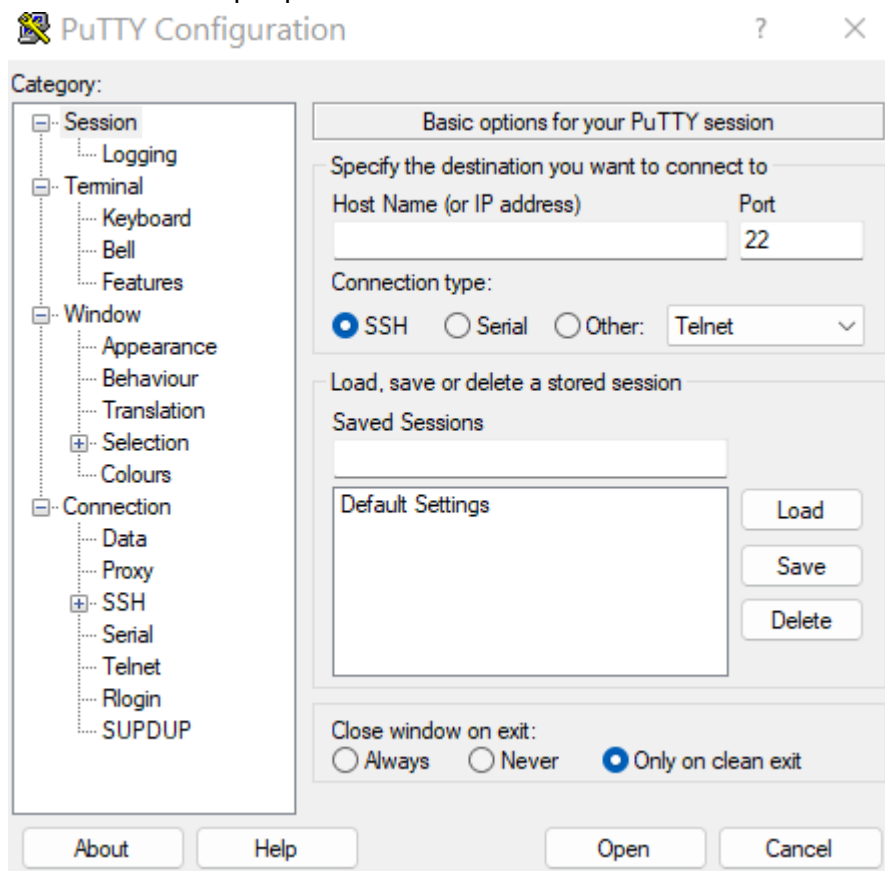 PuTTY Configuration
Category:
Session
Logging
Terminal
Keyboard
Bell
Features
Window
Appearance
Behaviour
Translation
Selection
Colours
Connection
Data
Proxy
SSH
Serial
Telnet
Rlogin
SUPDUP
Basic options for your PuTTY session
Specify the destination you want to connect to
Host Name (or IP address) Port
22
Connection type:
SSH Serial Other: Telnet
Load, save or delete a stored session
Saved Sessions
Default Settings
Load
Save
Delete
Close window on exit:
Always Never Only on clean exit
About Help Open Cancel